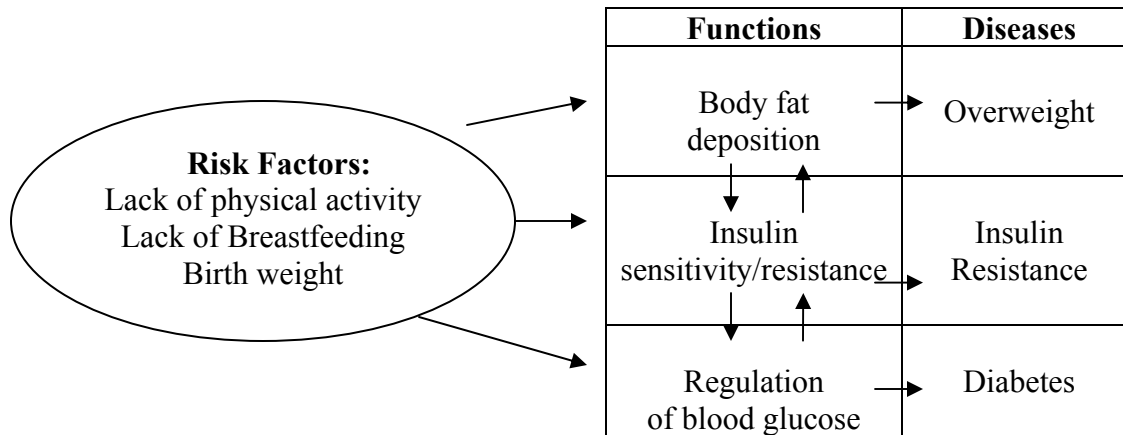 Risk Factors:
Lack of physical activity
Lack of Breastfeeding
Birth weight
Functions
Diseases
Body fat
deposition
Overweight
Insulin
sensitivity/resistance
Insulin
Resistance
Regulation
of blood glucose
Diabetes